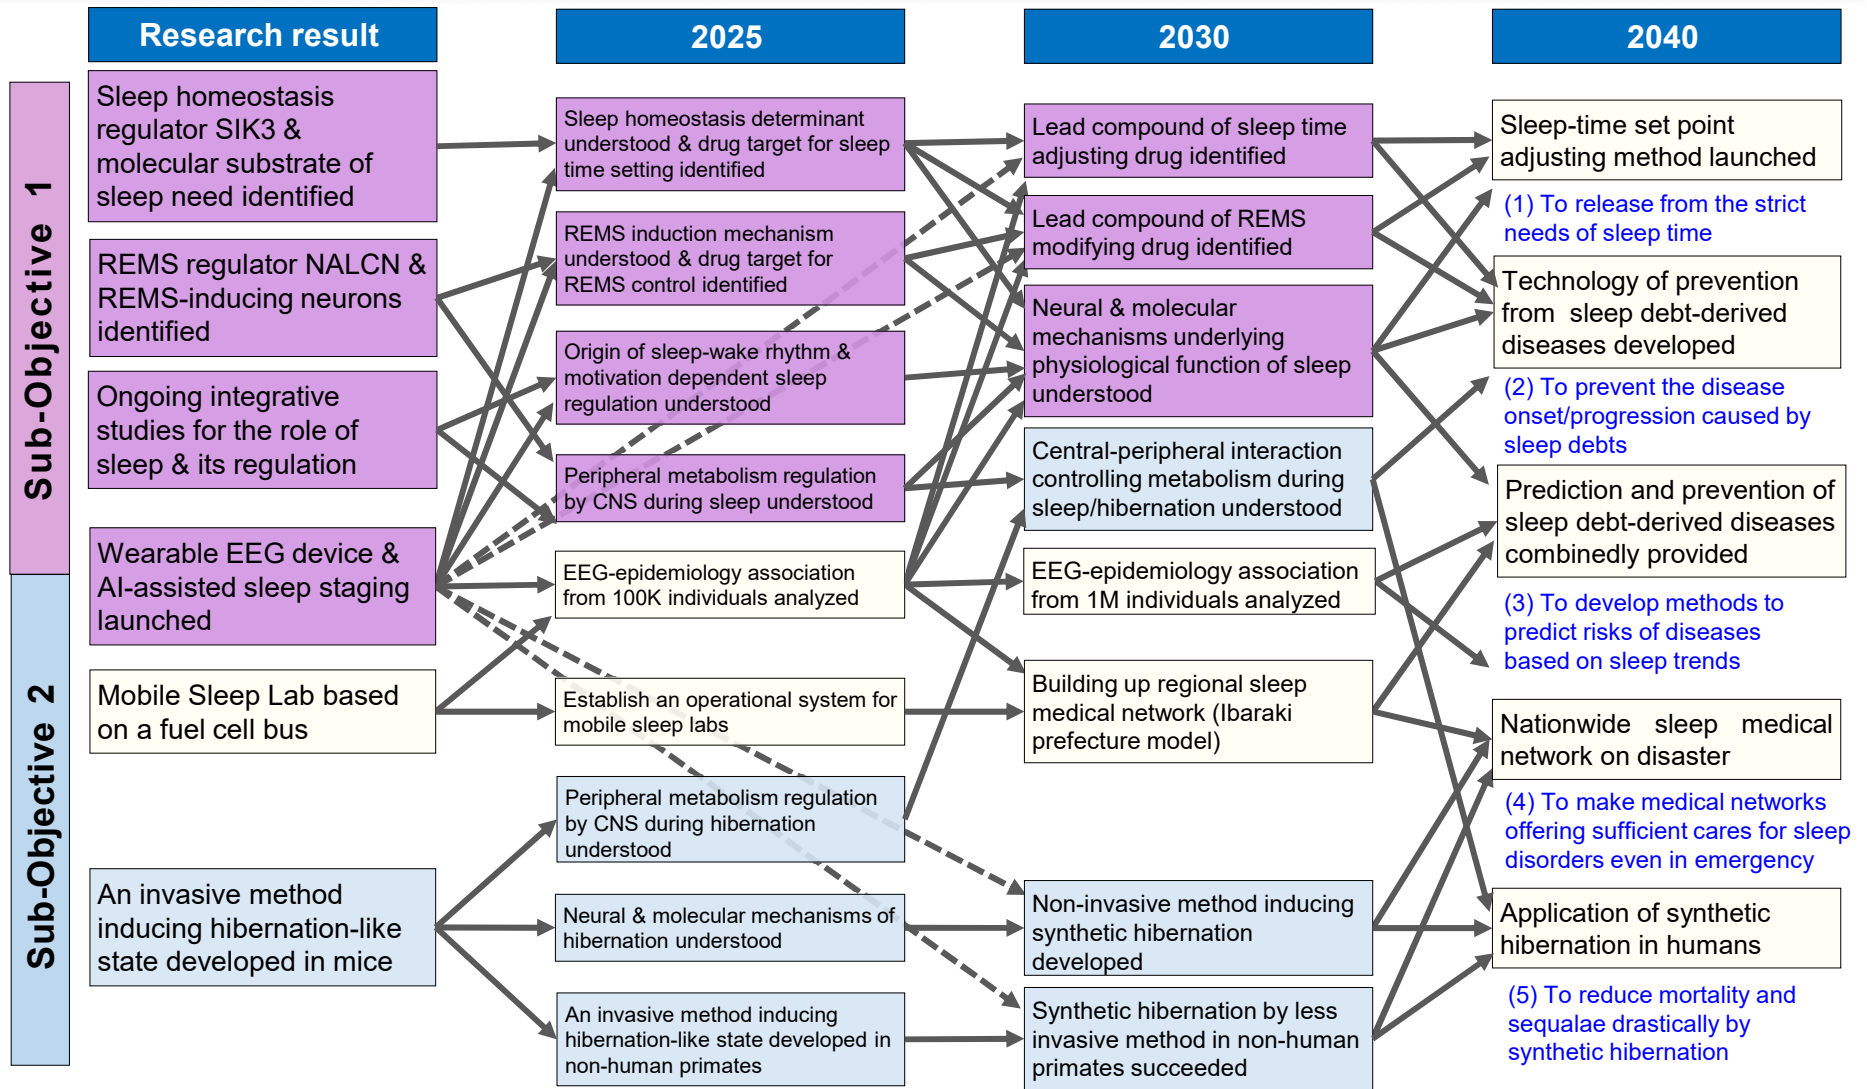 Research result
2025
2030
2040
Sub-Objective 1
Sub-Objective 2
Sleep homeostasis
regulator SIK3 &
molecular substrate of
sleep need identified
REMS regulator NALCN &
REMS-inducing neurons
identified
Ongoing integrative
studies for the role of
sleep & its regulation
Wearable EEG device &
AI-assisted sleep staging
launched
Mobile Sleep Lab based
on a fuel cell bus
An invasive method
inducing hibernation-like
state developed in mice
Sleep homeostasis determinant
understood & drug target for sleep
time setting identified
REMS induction mechanism
understood & drug target for
REMS control identified
Origin of sleep-wake rhythm &
motivation dependent sleep
regulation understood
Peripheral metabolism regulation
by CNS during sleep understood
EEG-epidemiology association
from 100K individuals analyzed
Establish an operational system for
mobile sleep labs
Peripheral metabolism regulation
by CNS during hibernation
understood
Neural & molecular mechanisms of
hibernation understood
An invasive method inducing
hibernation-like state developed in
non-human primates
Lead compound of sleep time
adjusting drug identified
Lead compound of REMS
modifying drug identified
Neural & molecular
mechanisms underlying
physiological function of sleep
understood
Central-peripheral interaction
controlling metabolism during
sleep/hibernation understood
EEG-epidemiology association
from 1M individuals analyzed
Building up regional sleep
medical network (Ibaraki
prefecture model)
Non-invasive method inducing
synthetic hibernation
developed
Synthetic hibernation by less
invasive method in non-human
primates succeeded
Sleep-time set point
adjusting method launched
(1) To release from the strict
needs of sleep time
Technology of prevention
from sleep debt-derived
diseases developed
(2) To prevent the disease
onset/progression caused by
sleep debts
Prediction and prevention of
sleep debt-derived diseases
combinedly provided
(3) To develop methods to
predict risks of diseases
based on sleep trends
Nationwide sleep medical
network on disaster
(4) To make medical networks
offering sufficient cares for sleep
disorders even in emergency
Application of synthetic
hibernation in humans
(5) To reduce mortality and
sequalae drastically by
synthetic hibernation